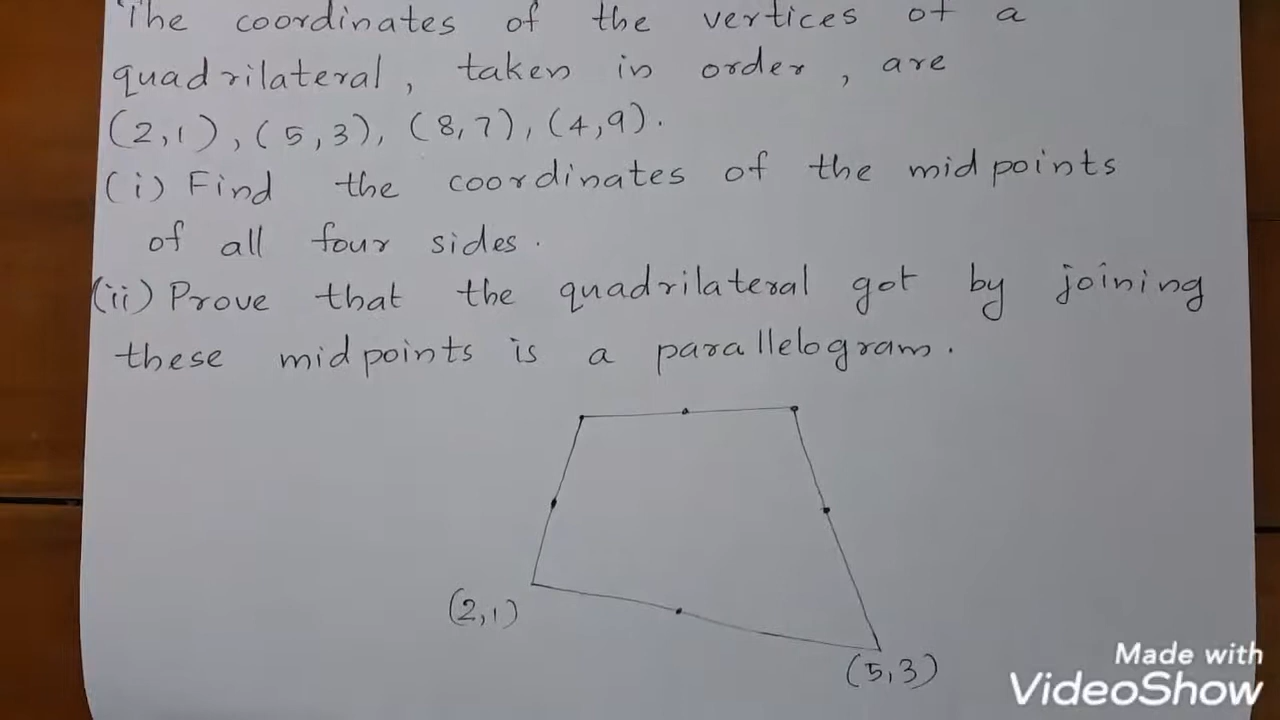 The coordinates of the vertices of a
quadrilateral, taken in order, are
(2,1), (5,3), (8,7), (4,9).
(i) Find the coordinates of the midpoints
of all four sides.
(ii) Prove that the quadrilateral got by joining
these midpoints is a parallelogram.
(2,1)
(5,3)
Made with
VideoShow